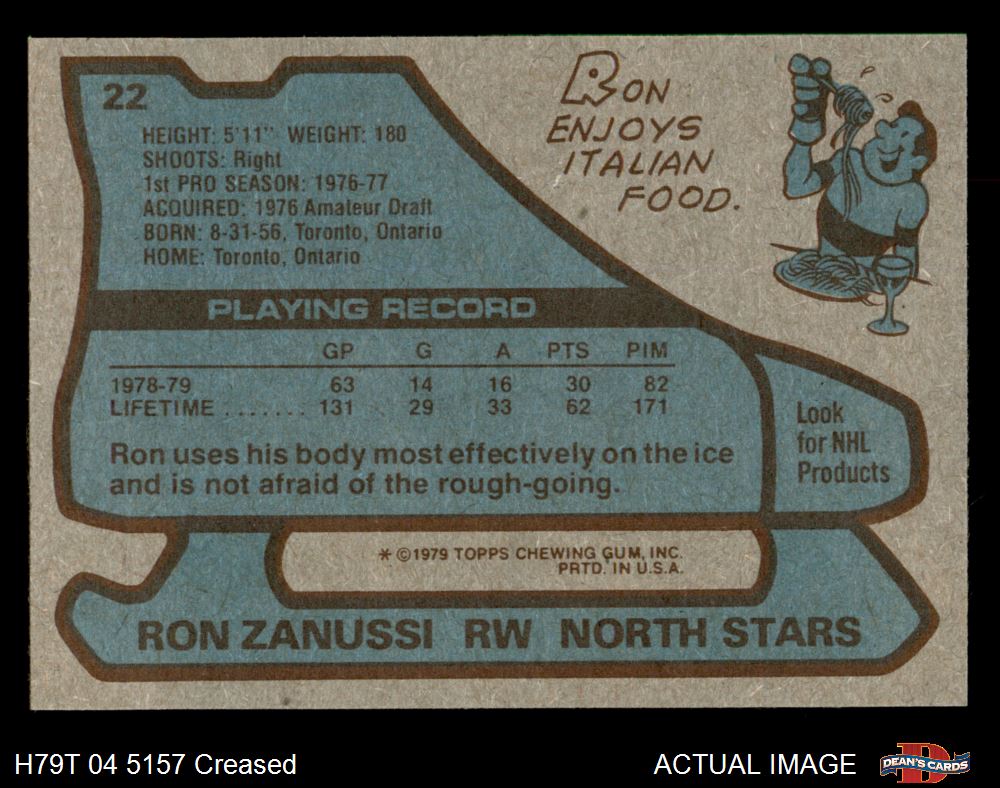 22
HEIGHT: 5'11" WEIGHT: 180
SHOOTS: Right
1st PRO SEASON: 1976-77
ACQUIRED: 1976 Amateur Draft
BORN: 8-31-56, Toronto, Ontario
HOME: Toronto, Ontario
RON
ENJOYS
ITALIAN
FOOD.
PLAYING RECORD
GP G A PTS PIM
1978-79 63 14 16 30 82
LIFETIME ....... 131 29 33 62 171
Ron uses his body most effectively on the ice
and is not afraid of the rough-going.
Look
for NHL
Products
* ©1979 TOPPS CHEWING GUM, INC.
PRTD. IN U.S.A.
RON ZANUSSI RW NORTH STARS
H79T 04 5157 Creased ACTUAL IMAGE
D
DEAN'S CARDS